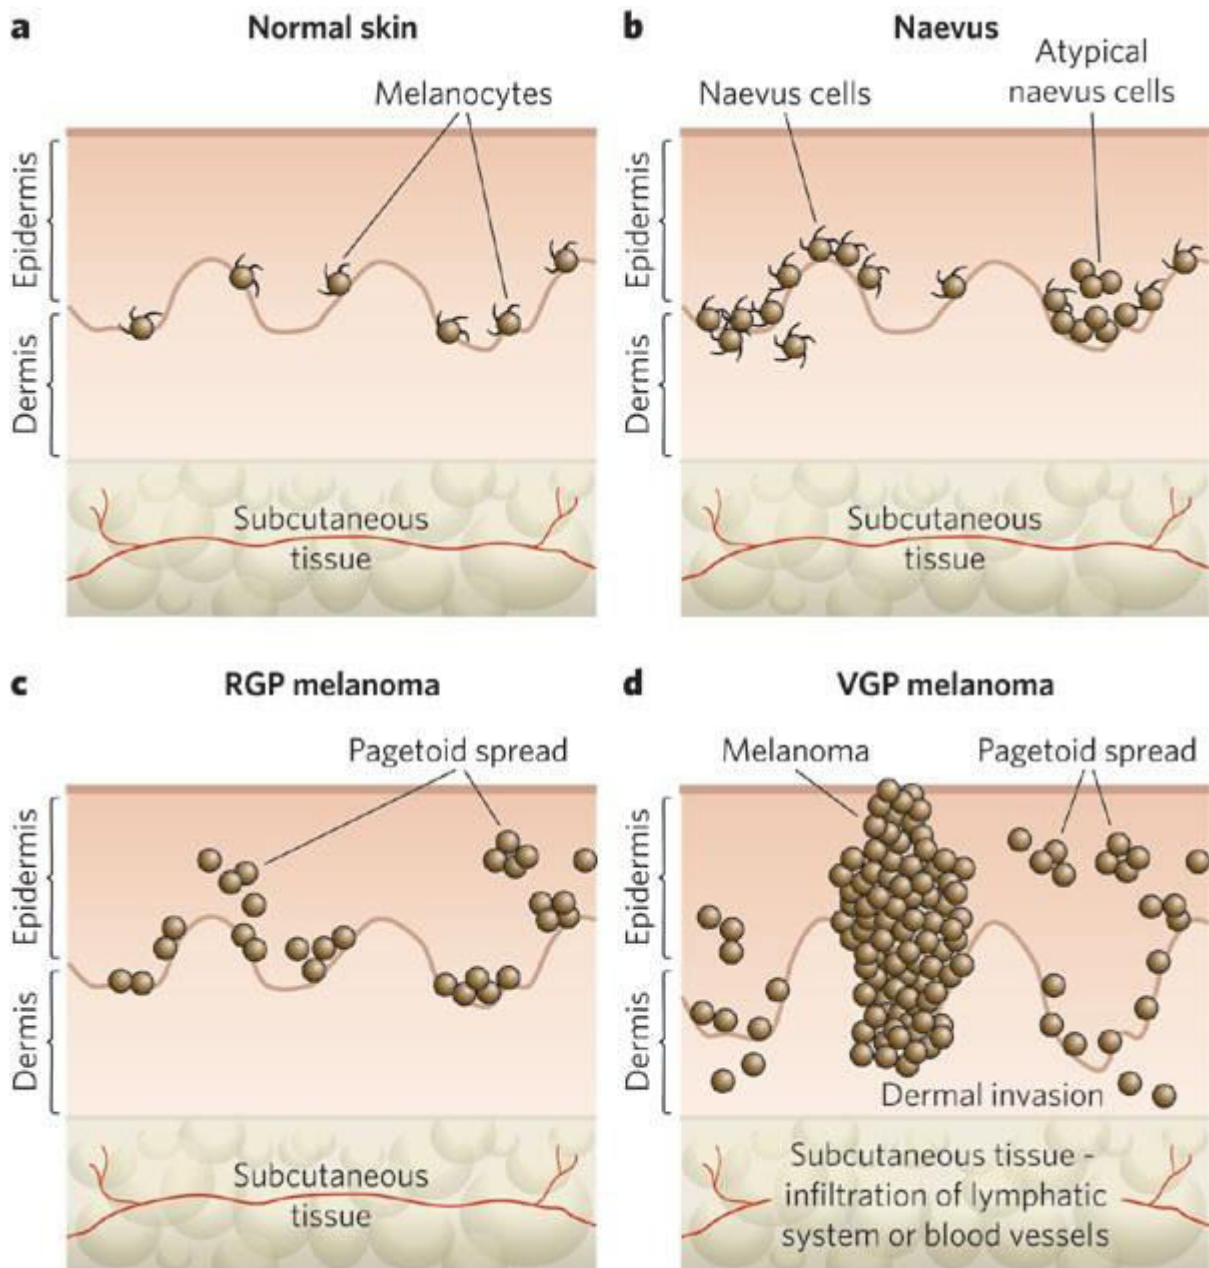 a Normal skin
Melanocytes
Epidermis
Dermis
Subcutaneous
tissue
b Naevus
Naevus cells
Atypical
naevus cells
Epidermis
Dermis
Subcutaneous
tissue
c RGP melanoma
Pagetoid spread
Epidermis
Dermis
Subcutaneous
tissue
d VGP melanoma
Melanoma
Pagetoid spread
Epidermis
Dermis
Dermal invasion
Subcutaneous tissue -
infiltration of lymphatic
system or blood vessels